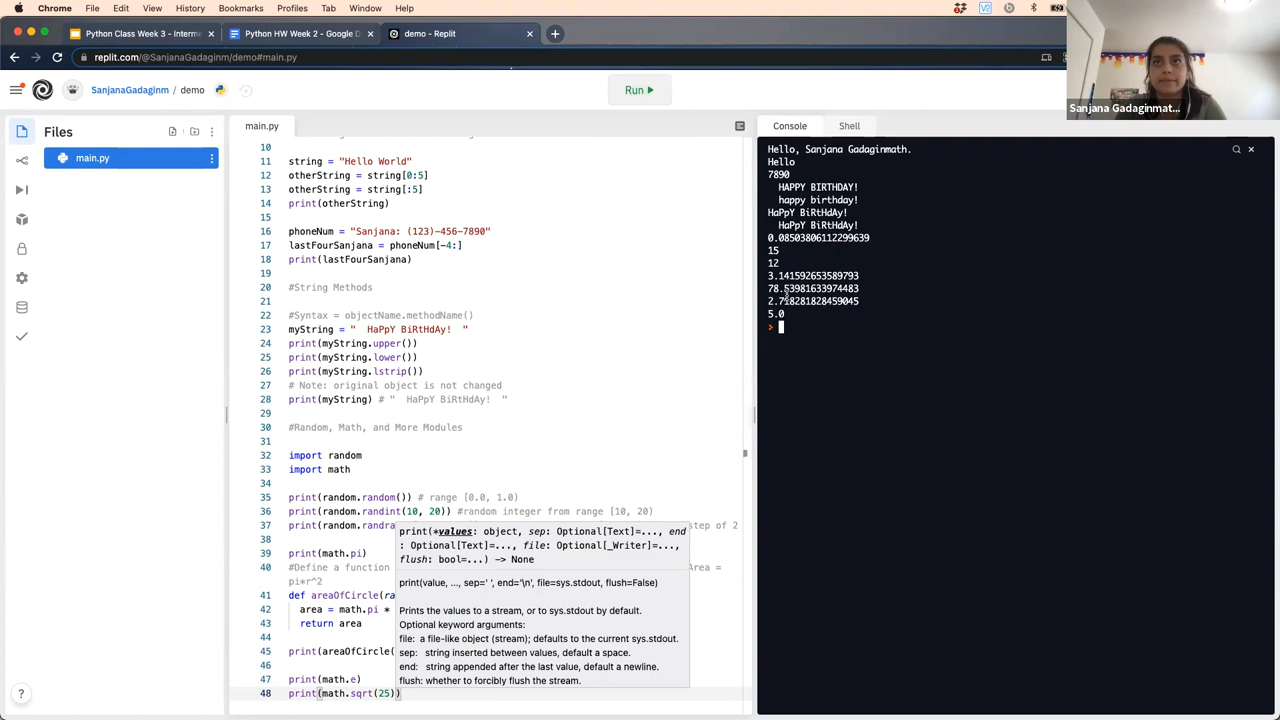 Chrome File Edit View History Bookmarks Profiles Tab Window Help
Python Class Week 3 - Interme
Python HW Week 2 - Google D
demo - Replit
replit.com/@SanjanaGadaginm/demo#main.py
SanjanaGadaginm / demo
Run
Sanjana Gadaginmat...
Files
main.py
main.py
10
11 string = "Hello World"
12 otherString = string[0:5]
13 otherString = string[:5]
14 print(otherString)
15
16 phoneNum = "Sanjana: (123)-456-7890"
17 lastFourSanjana = phoneNum[-4:]
18 print(lastFourSanjana)
19
20 #String Methods
21
22 #Syntax = objectName.methodName()
23 myString = "  HaPpY BiRtHdAy!  "
24 print(myString.upper())
25 print(myString.lower())
26 print(myString.lstrip())
27 # Note: original object is not changed
28 print(myString) # "  HaPpY BiRtHdAy!  "
29
30 #Random, Math, and More Modules
31
32 import random
33 import math
34
35 print(random.random()) # range [0.0, 1.0)
36 print(random.randint(10, 20)) #random integer from range [10, 20)
37 print(random.randra step of 2
39 print(math.pi)
40 #Define a function Area =
pi*r^2
41 def areaOfCircle(ra
42 area = math.pi *
43 return area
44
45 print(areaOfCircle(
46
47 print(math.e)
48 print(math.sqrt(25))
print(*values: object, sep: Optional[Text]=..., end
: Optional[Text]=..., file: Optional[_Writer]=...,
flush: bool=...) -> None
print(value, ..., sep=' ', end='\n', file=sys.stdout, flush=False)
Prints the values to a stream, or to sys.stdout by default.
Optional keyword arguments:
file: a file-like object (stream); defaults to the current sys.stdout.
sep: string inserted between values, default a space.
end: string appended after the last value, default a newline.
flush: whether to forcibly flush the stream.
Console
Shell
Hello, Sanjana Gadaginmath.
Hello
7890
  HAPPY BIRTHDAY!
  happy birthday!
HaPpY BiRtHdAy!
  HaPpY BiRtHdAy!
0.08503806112299639
15
12
3.141592653589793
78.53981633974483
2.718281828459045
5.0
>
?